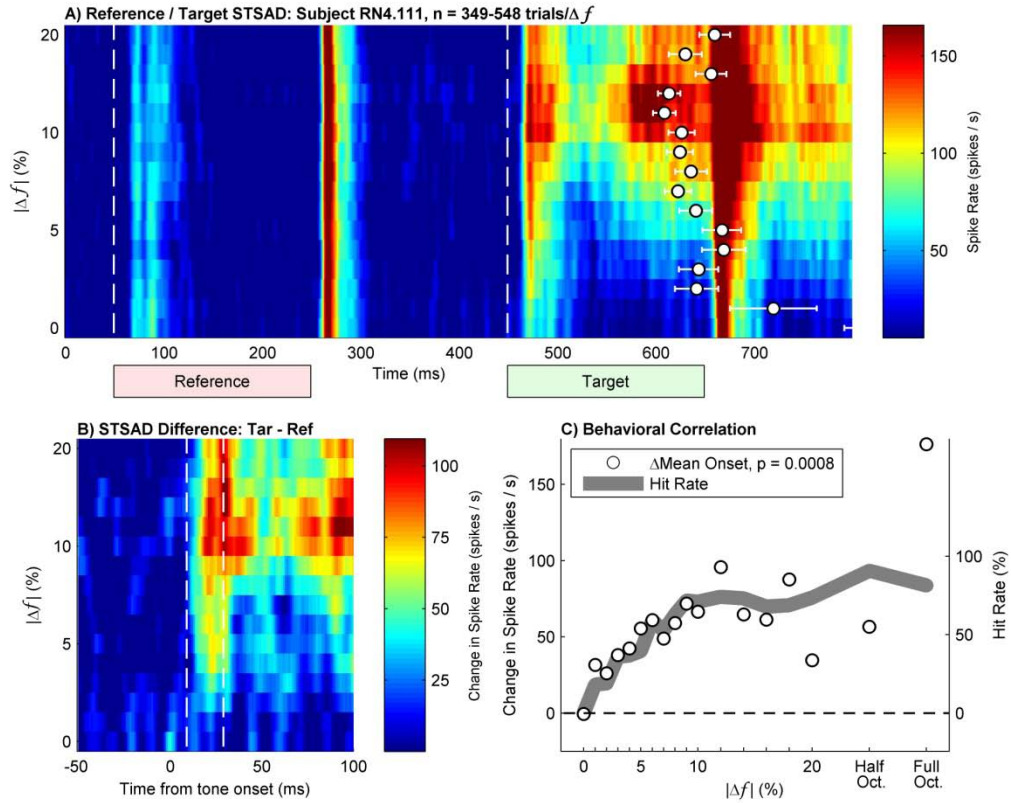 A) Reference / Target STSAD: Subject RN4.111, n = 349-548 trials/Δf
20
10
5
0
|Δf| (%)
0 100 200 300 400 500 600 700
Time (ms)
Reference
Target
150
100
50
Spike Rate (spikes / s)
B) STSAD Difference: Tar - Ref
20
10
5
0
|Δf| (%)
-50 0 50 100
Time from tone onset (ms)
100
75
50
25
Change in Spike Rate (spikes / s)
C) Behavioral Correlation
ΔMean Onset, p = 0.0008
Hit Rate
150
100
50
0
Change in Spike Rate (spikes / s)
100
50
0
Hit Rate (%)
0 5 10 20 Half Oct. Full Oct.
|Δf| (%)